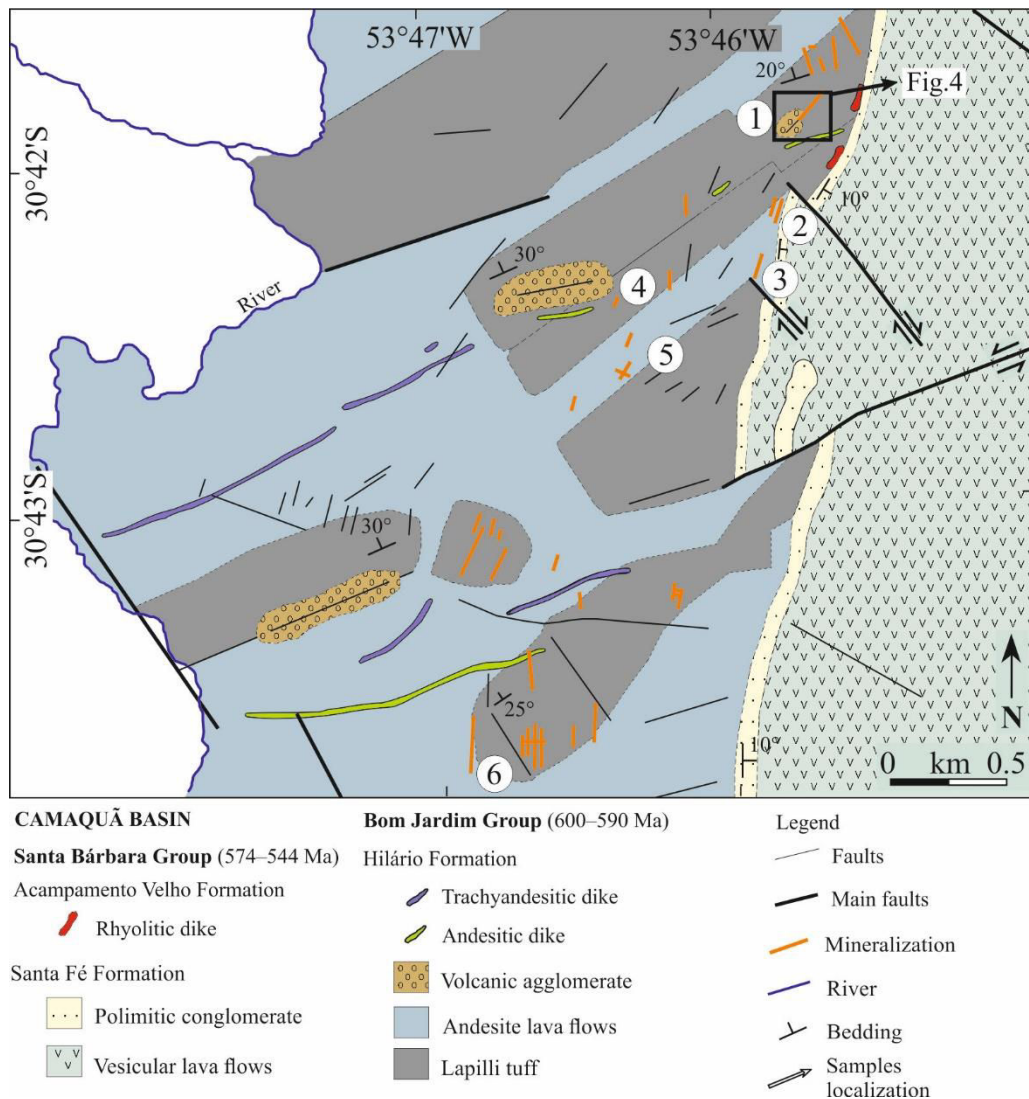 53°47'W
53°46'W
20°
Fig.4
1
30°42'S
10°
2
30°
3
River
4
5
30°43'S
30°
25°
N
10°
0 km 0.5
6
CAMAQUÃ BASIN
Santa Bárbara Group (574–544 Ma)
Acampamento Velho Formation
Rhyolitic dike
Santa Fé Formation
Polimitic conglomerate
Vesicular lava flows
Bom Jardim Group (600–590 Ma)
Hilário Formation
Trachyandesitic dike
Andesitic dike
Volcanic agglomerate
Andesite lava flows
Lapilli tuff
Legend
Faults
Main faults
Mineralization
River
Bedding
Samples
localization